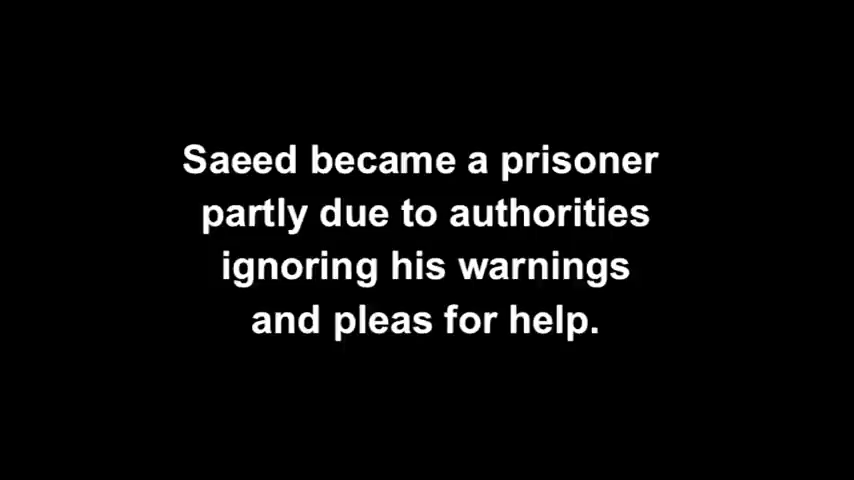 Saeed became a prisoner
partly due to authorities
ignoring his warnings
and pleas for help.